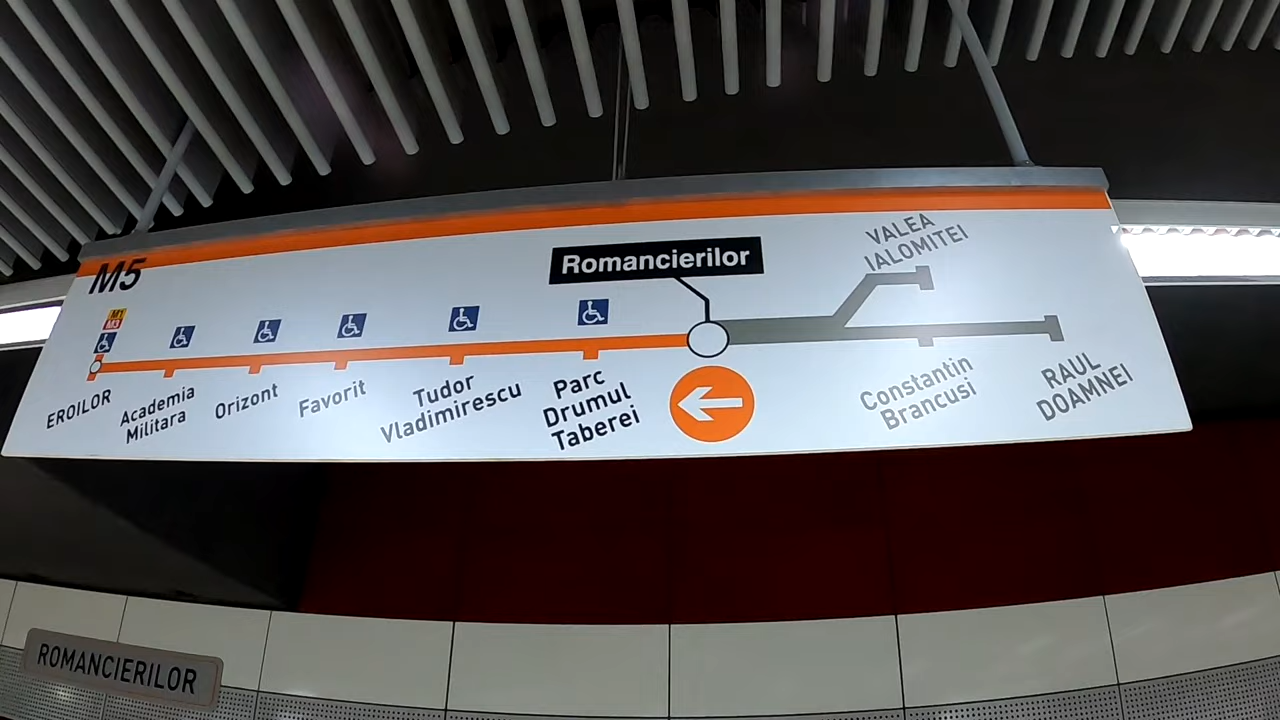 M5
Romancierilor
VALEA
IALOMITEI
M1
M3
EROILOR
Academia
Militara
Orizont
Favorit
Tudor
Vladimirescu
Parc
Drumul
Taberei
Constantin
Brancusi
RAUL
DOAMNEI
ROMANCIERILOR